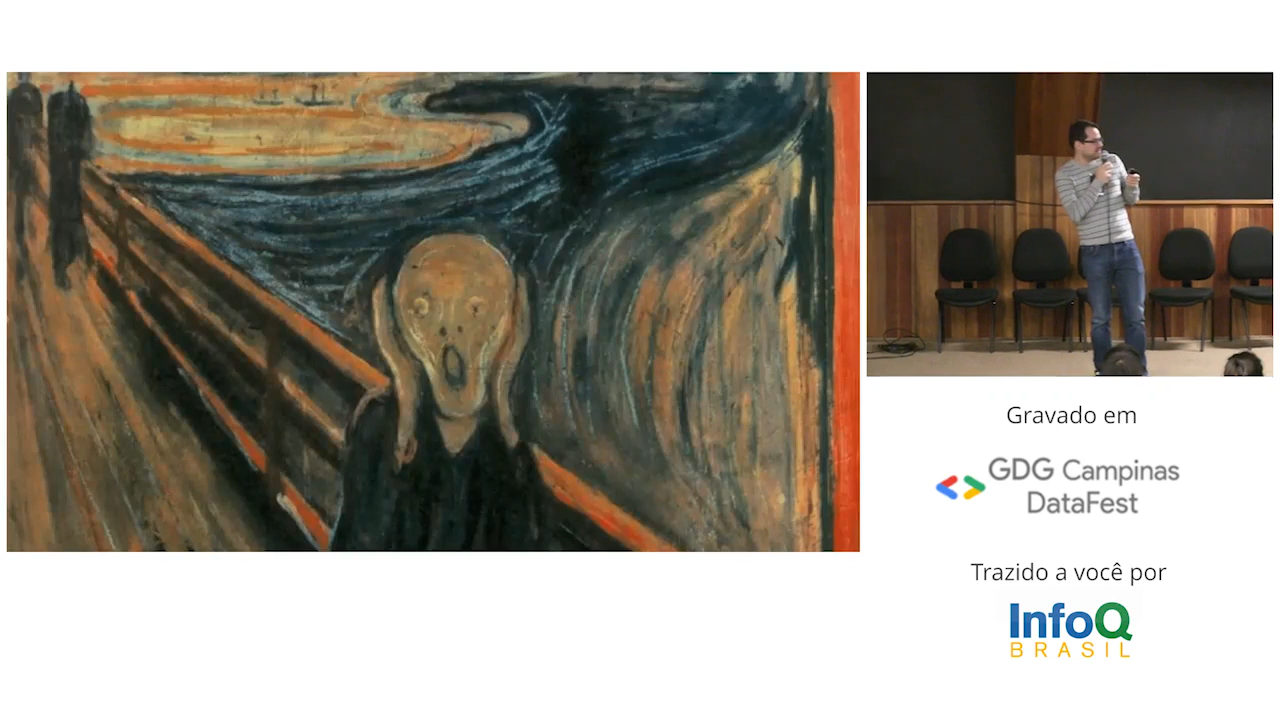 Gravado em
GDG Campinas
DataFest
Trazido a você por
InfoQ
BRASIL